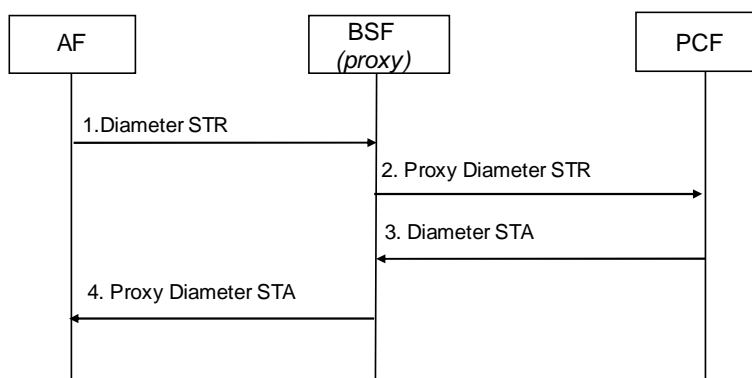 AF
BSF
(proxy)
PCF
1.Diameter STR
2. Proxy Diameter STR
3. Diameter STA
4. Proxy Diameter STA